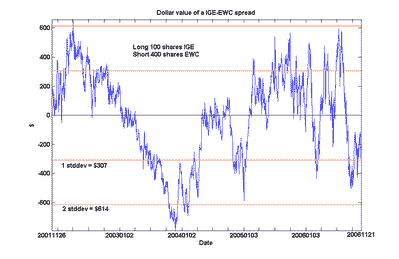 Dollar value of a IGE-EWC spread
600
Long 100 shares IGE
Short 400 shares EWC
400
200
0
$
-200
1 stddev = $307
-400
-600
2 stddev = $614
20011126 20030102 20040102 20060103 20060103 20061121
Date